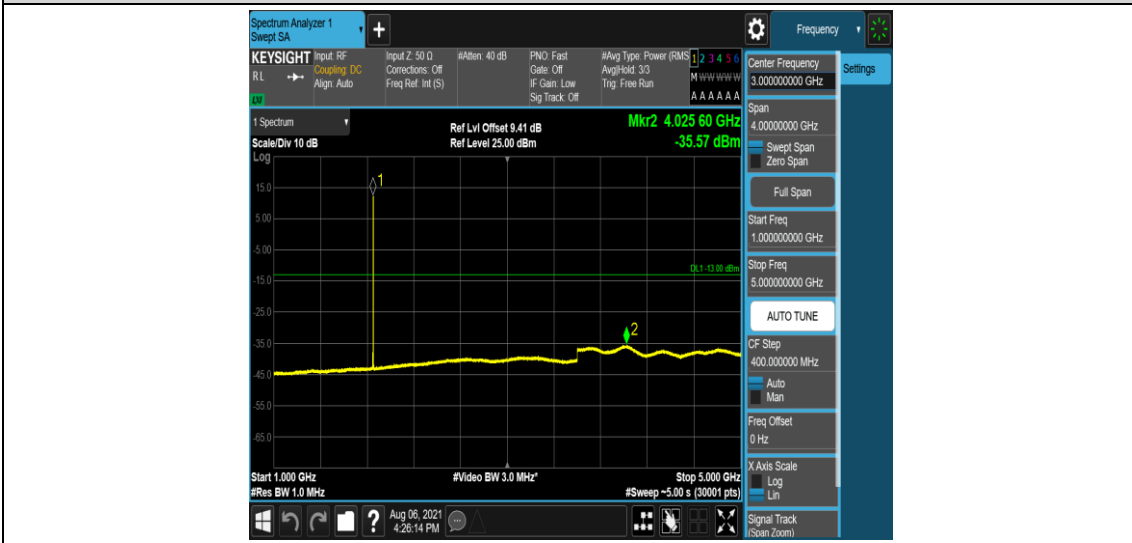 Spectrum Analyzer 1
Swept SA
+
Frequency
KEYSIGHT
RL
LXI
Input: RF
Coupling: DC
Align: Auto
Input Z: 50 Ω
Corrections: Off
Freq Ref: Int (S)
#Atten: 40 dB
PNO: Fast
Gate: Off
IF Gain: Low
Sig Track: Off
#Avg Type: Power (RMS
Avg|Hold: 3/3
Trig: Free Run
1 2 3 4 5 6
M W W W W W
A A A A A A
1 Spectrum
Scale/Div 10 dB
Log
Ref Lvl Offset 9.41 dB
Ref Level 25.00 dBm
Mkr2 4.025 60 GHz
-35.57 dBm
15.0
5.00
-5.00
-15.0
-25.0
-35.0
-45.0
-55.0
-65.0
1
DL1 -13.00 dBm
2
Start 1.000 GHz
#Res BW 1.0 MHz
#Video BW 3.0 MHz*
Stop 5.000 GHz
#Sweep ~5.00 s (30001 pts)
Center Frequency
3.000000000 GHz
Settings
Span
4.00000000 GHz
Swept Span
Zero Span
Full Span
Start Freq
1.000000000 GHz
Stop Freq
5.000000000 GHz
AUTO TUNE
CF Step
400.000000 MHz
Auto
Man
Freq Offset
0 Hz
X Axis Scale
Log
Lin
Signal Track
(Span Zoom)
?
Aug 06, 2021
4:26:14 PM